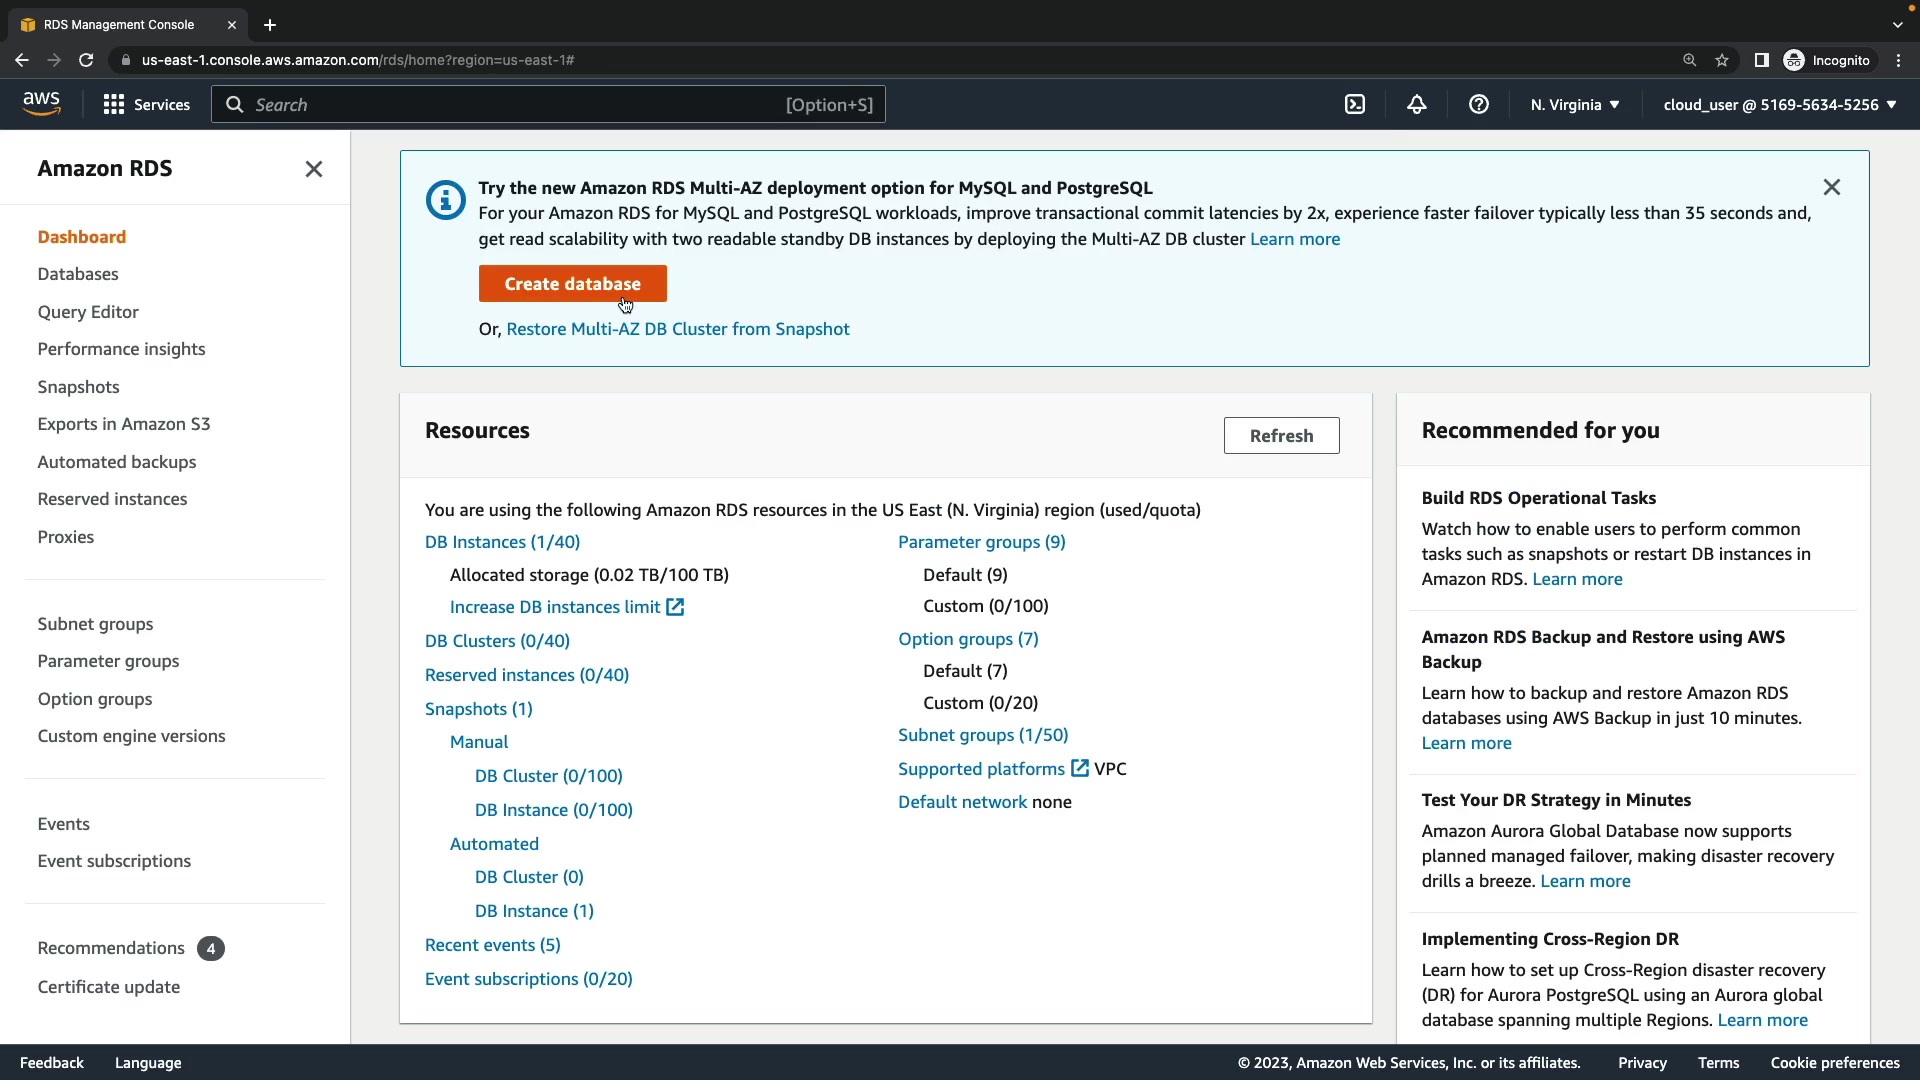 RDS Management Console
us-east-1.console.aws.amazon.com/rds/home?region=us-east-1#
Incognito
aws
Services
Search
[Option+S]
N. Virginia
cloud_user @ 5169-5634-5256
Amazon RDS
Dashboard
Databases
Query Editor
Performance insights
Snapshots
Exports in Amazon S3
Automated backups
Reserved instances
Proxies
Subnet groups
Parameter groups
Option groups
Custom engine versions
Events
Event subscriptions
Recommendations 4
Certificate update
Try the new Amazon RDS Multi-AZ deployment option for MySQL and PostgreSQL
For your Amazon RDS for MySQL and PostgreSQL workloads, improve transactional commit latencies by 2x, experience faster failover typically less than 35 seconds and,
get read scalability with two readable standby DB instances by deploying the Multi-AZ DB cluster Learn more
Create database
Or, Restore Multi-AZ DB Cluster from Snapshot
Resources
Refresh
You are using the following Amazon RDS resources in the US East (N. Virginia) region (used/quota)
DB Instances (1/40)
Allocated storage (0.02 TB/100 TB)
Increase DB instances limit
DB Clusters (0/40)
Reserved instances (0/40)
Snapshots (1)
Manual
DB Cluster (0/100)
DB Instance (0/100)
Automated
DB Cluster (0)
DB Instance (1)
Recent events (5)
Event subscriptions (0/20)
Parameter groups (9)
Default (9)
Custom (0/100)
Option groups (7)
Default (7)
Custom (0/20)
Subnet groups (1/50)
Supported platforms VPC
Default network none
Recommended for you
Build RDS Operational Tasks
Watch how to enable users to perform common
tasks such as snapshots or restart DB instances in
Amazon RDS. Learn more
Amazon RDS Backup and Restore using AWS
Backup
Learn how to backup and restore Amazon RDS
databases using AWS Backup in just 10 minutes.
Learn more
Test Your DR Strategy in Minutes
Amazon Aurora Global Database now supports
planned managed failover, making disaster recovery
drills a breeze. Learn more
Implementing Cross-Region DR
Learn how to set up Cross-Region disaster recovery
(DR) for Aurora PostgreSQL using an Aurora global
database spanning multiple Regions. Learn more
Feedback
Language
© 2023, Amazon Web Services, Inc. or its affiliates.
Privacy
Terms
Cookie preferences